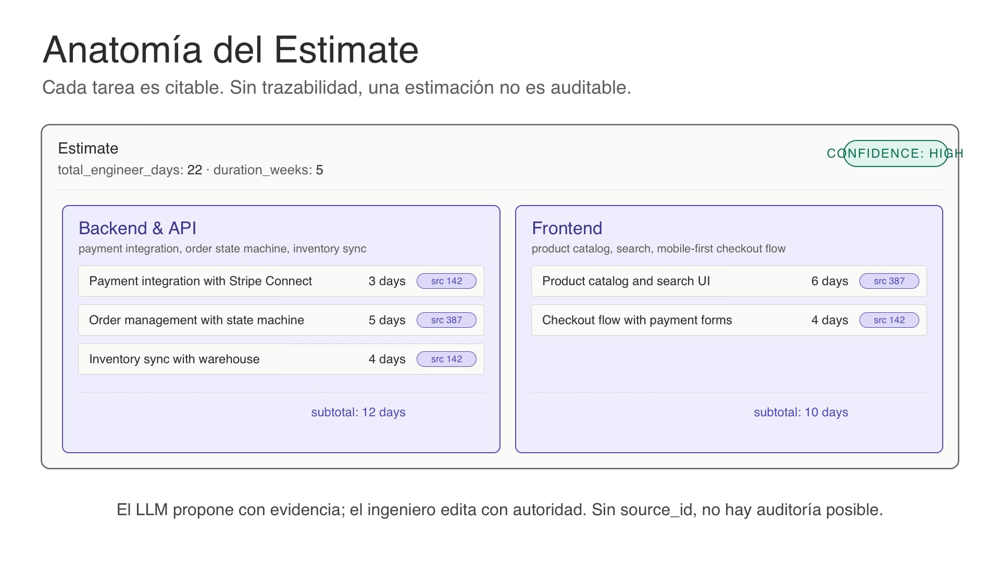 Anatomía del Estimate
Cada tarea es citable. Sin trazabilidad, una estimación no es auditable.
Estimate
CONFIDENCE: HIGH
total_engineer_days: 22 · duration_weeks: 5
Backend & API
payment integration, order state machine, inventory sync
Payment integration with Stripe Connect 3 days src 142
Order management with state machine 5 days src 387
Inventory sync with warehouse 4 days src 142
subtotal: 12 days
Frontend
product catalog, search, mobile-first checkout flow
Product catalog and search UI 6 days src 387
Checkout flow with payment forms 4 days src 142
subtotal: 10 days
El LLM propone con evidencia; el ingeniero edita con autoridad. Sin source_id, no hay auditoría posible.